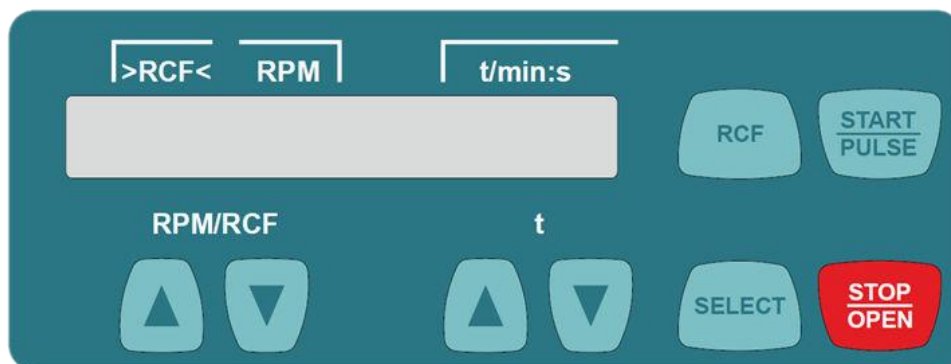 >RCF< RPM
t/min:s
RCF
START
PULSE
RPM/RCF
t
SELECT
STOP
OPEN